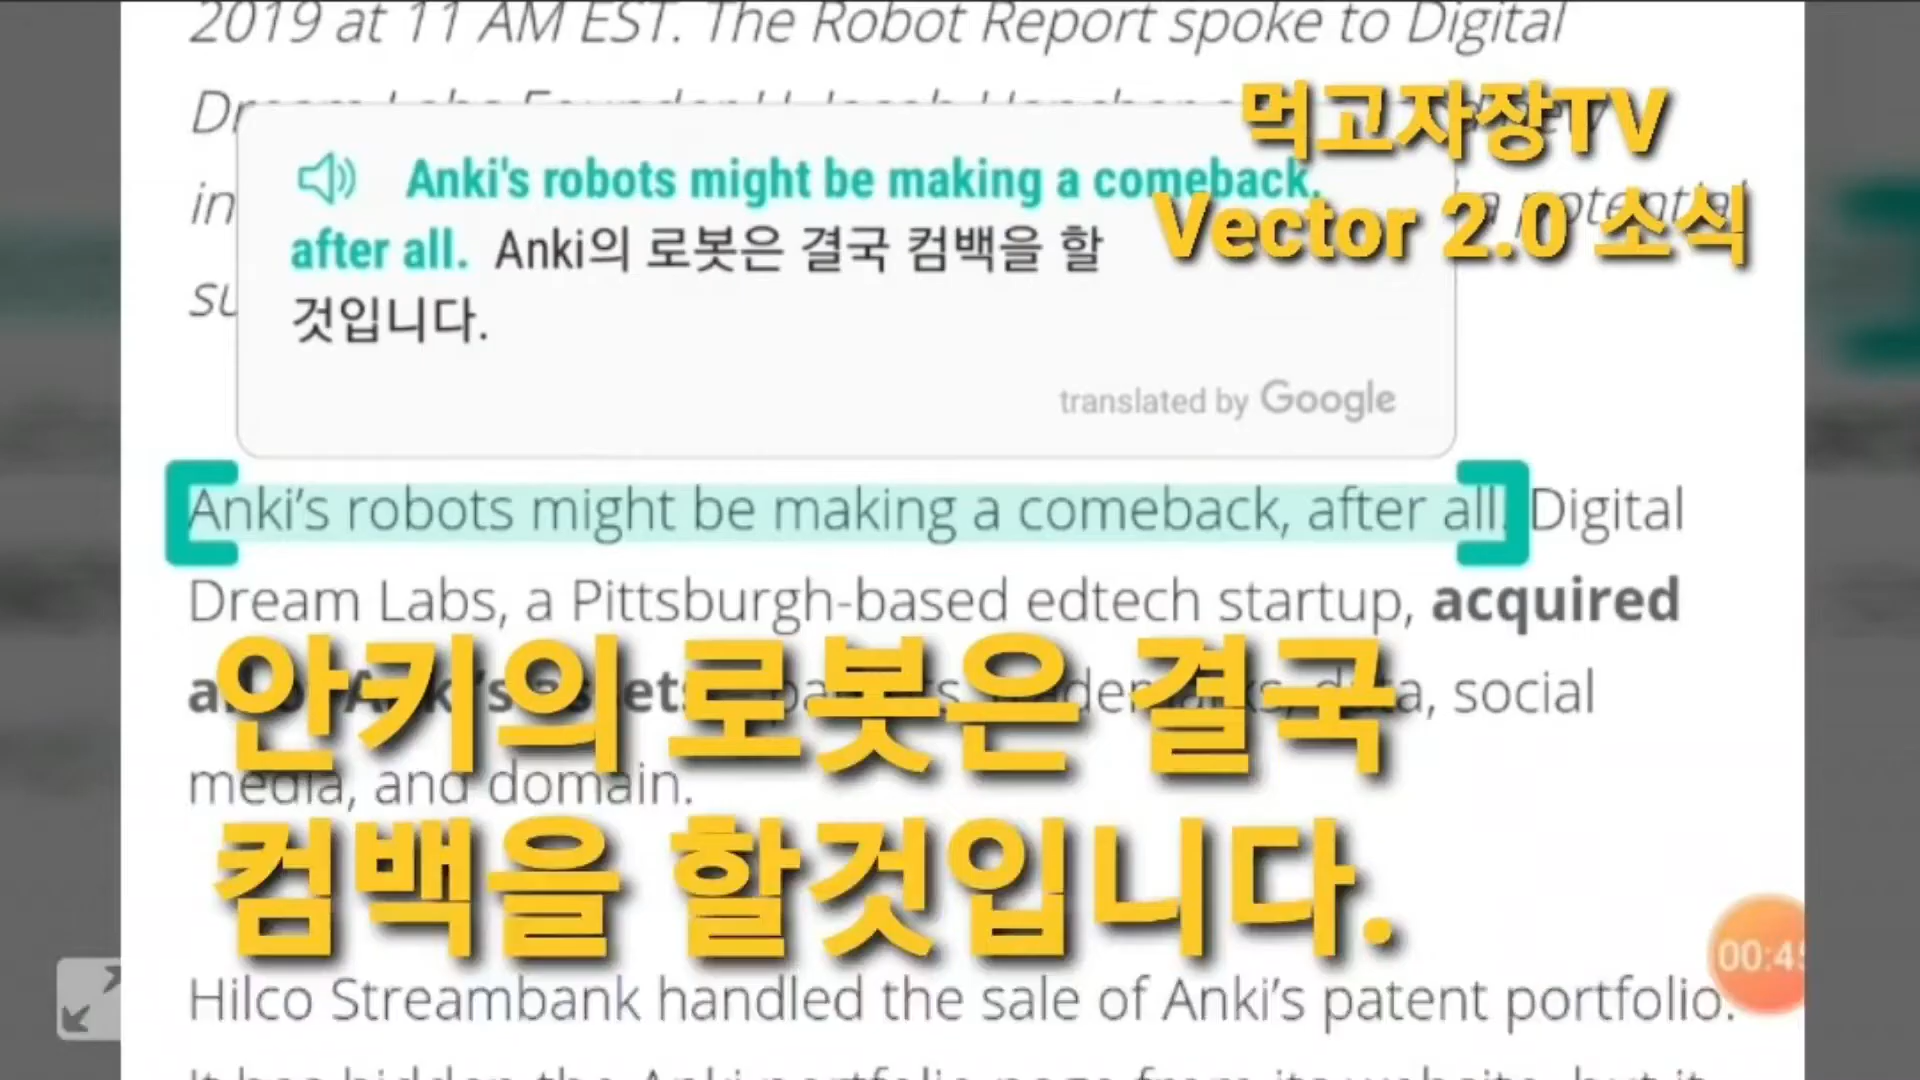 2019 at 11 AM EST. The Robot Report spoke to Digital
먹고자장TV
Vector 2.0 소식
Anki's robots might be making a comeback,
after all. Anki의 로봇은 결국 컴백을 할
것입니다.
translated by Google
Anki's robots might be making a comeback, after all. Digital
Dream Labs, a Pittsburgh-based edtech startup, acquired
social
media, and domain.
안키의 로봇은 결국
컴백을 할것입니다.
00:45
Hilco Streambank handled the sale of Anki's patent portfolio.